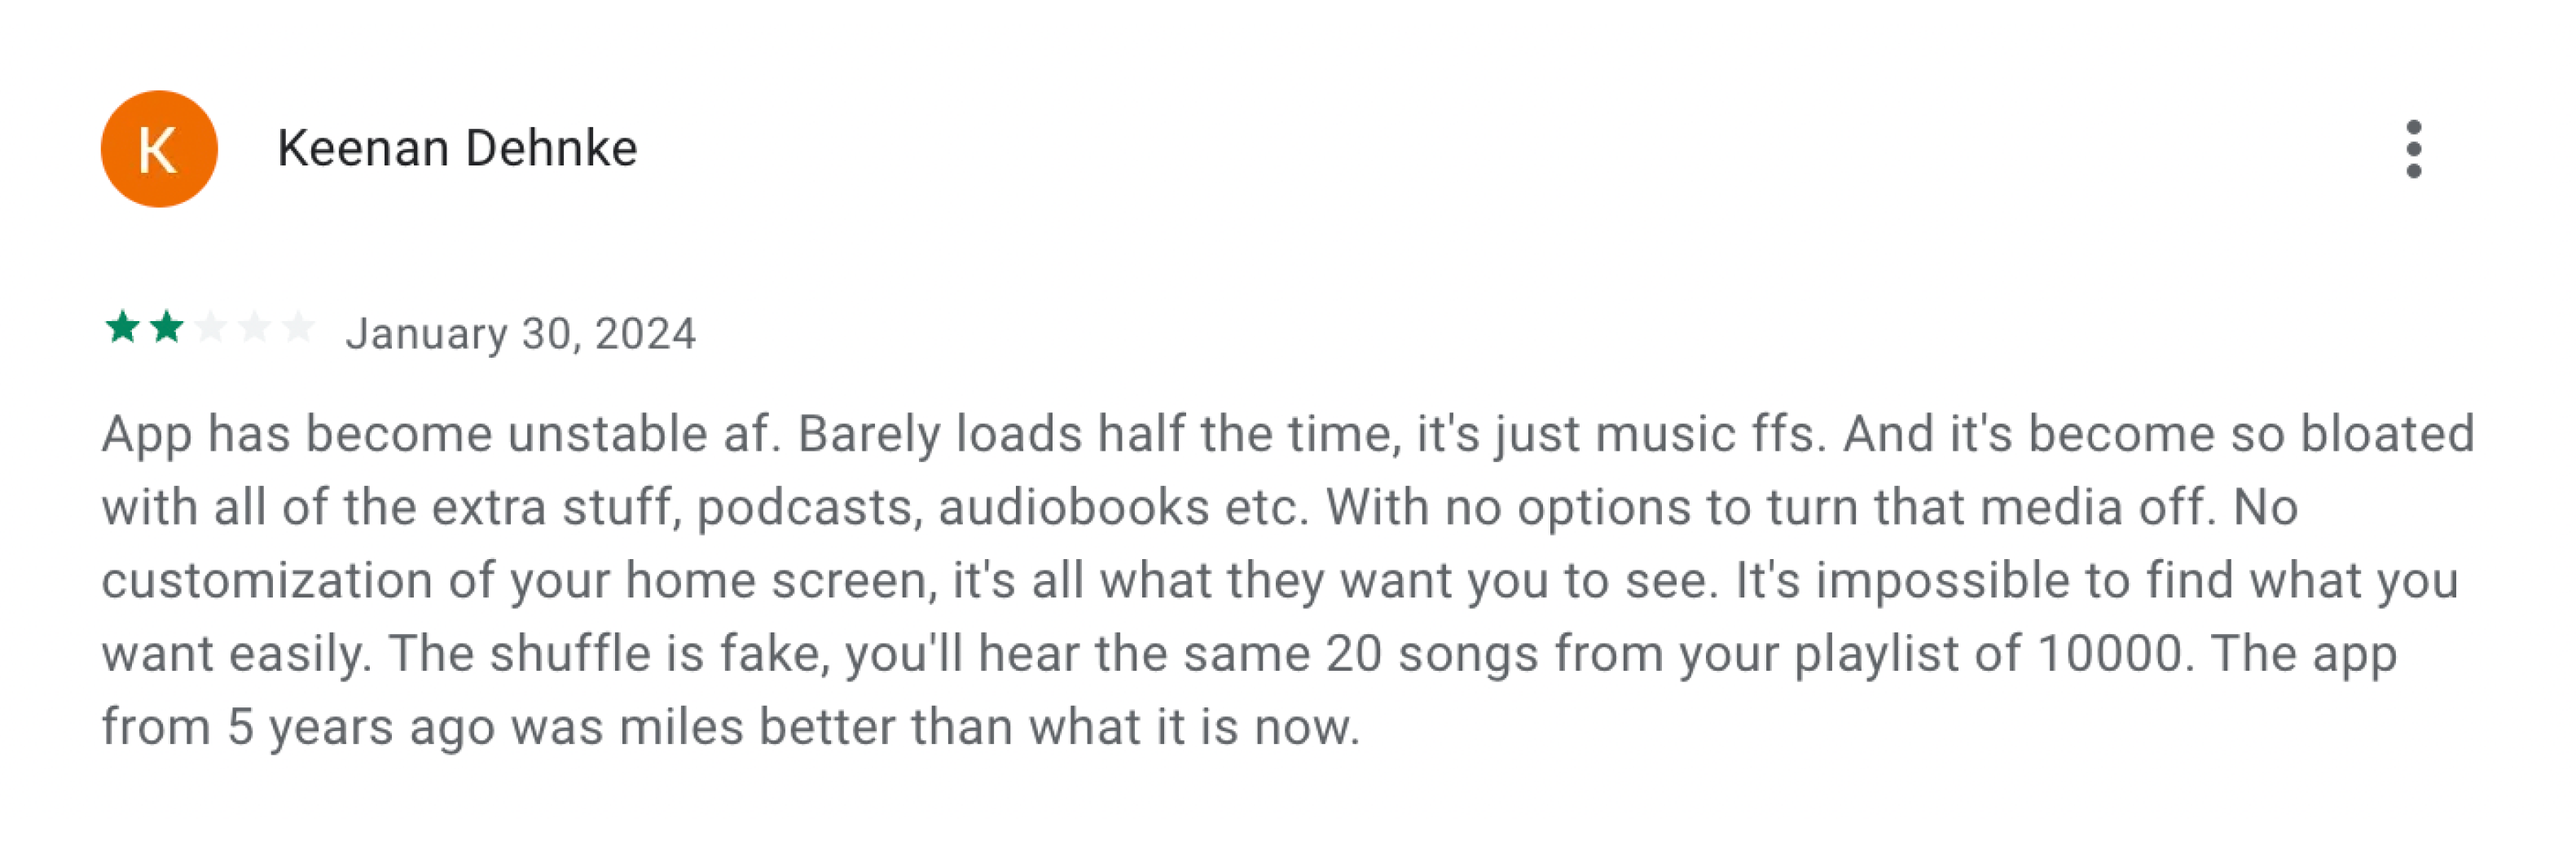 K
Keenan Dehnke
January 30, 2024
App has become unstable af. Barely loads half the time, it's just music ffs. And it's become so bloated
with all of the extra stuff, podcasts, audiobooks etc. With no options to turn that media off. No
customization of your home screen, it's all what they want you to see. It's impossible to find what you
want easily. The shuffle is fake, you'll hear the same 20 songs from your playlist of 10000. The app
from 5 years ago was miles better than what it is now.